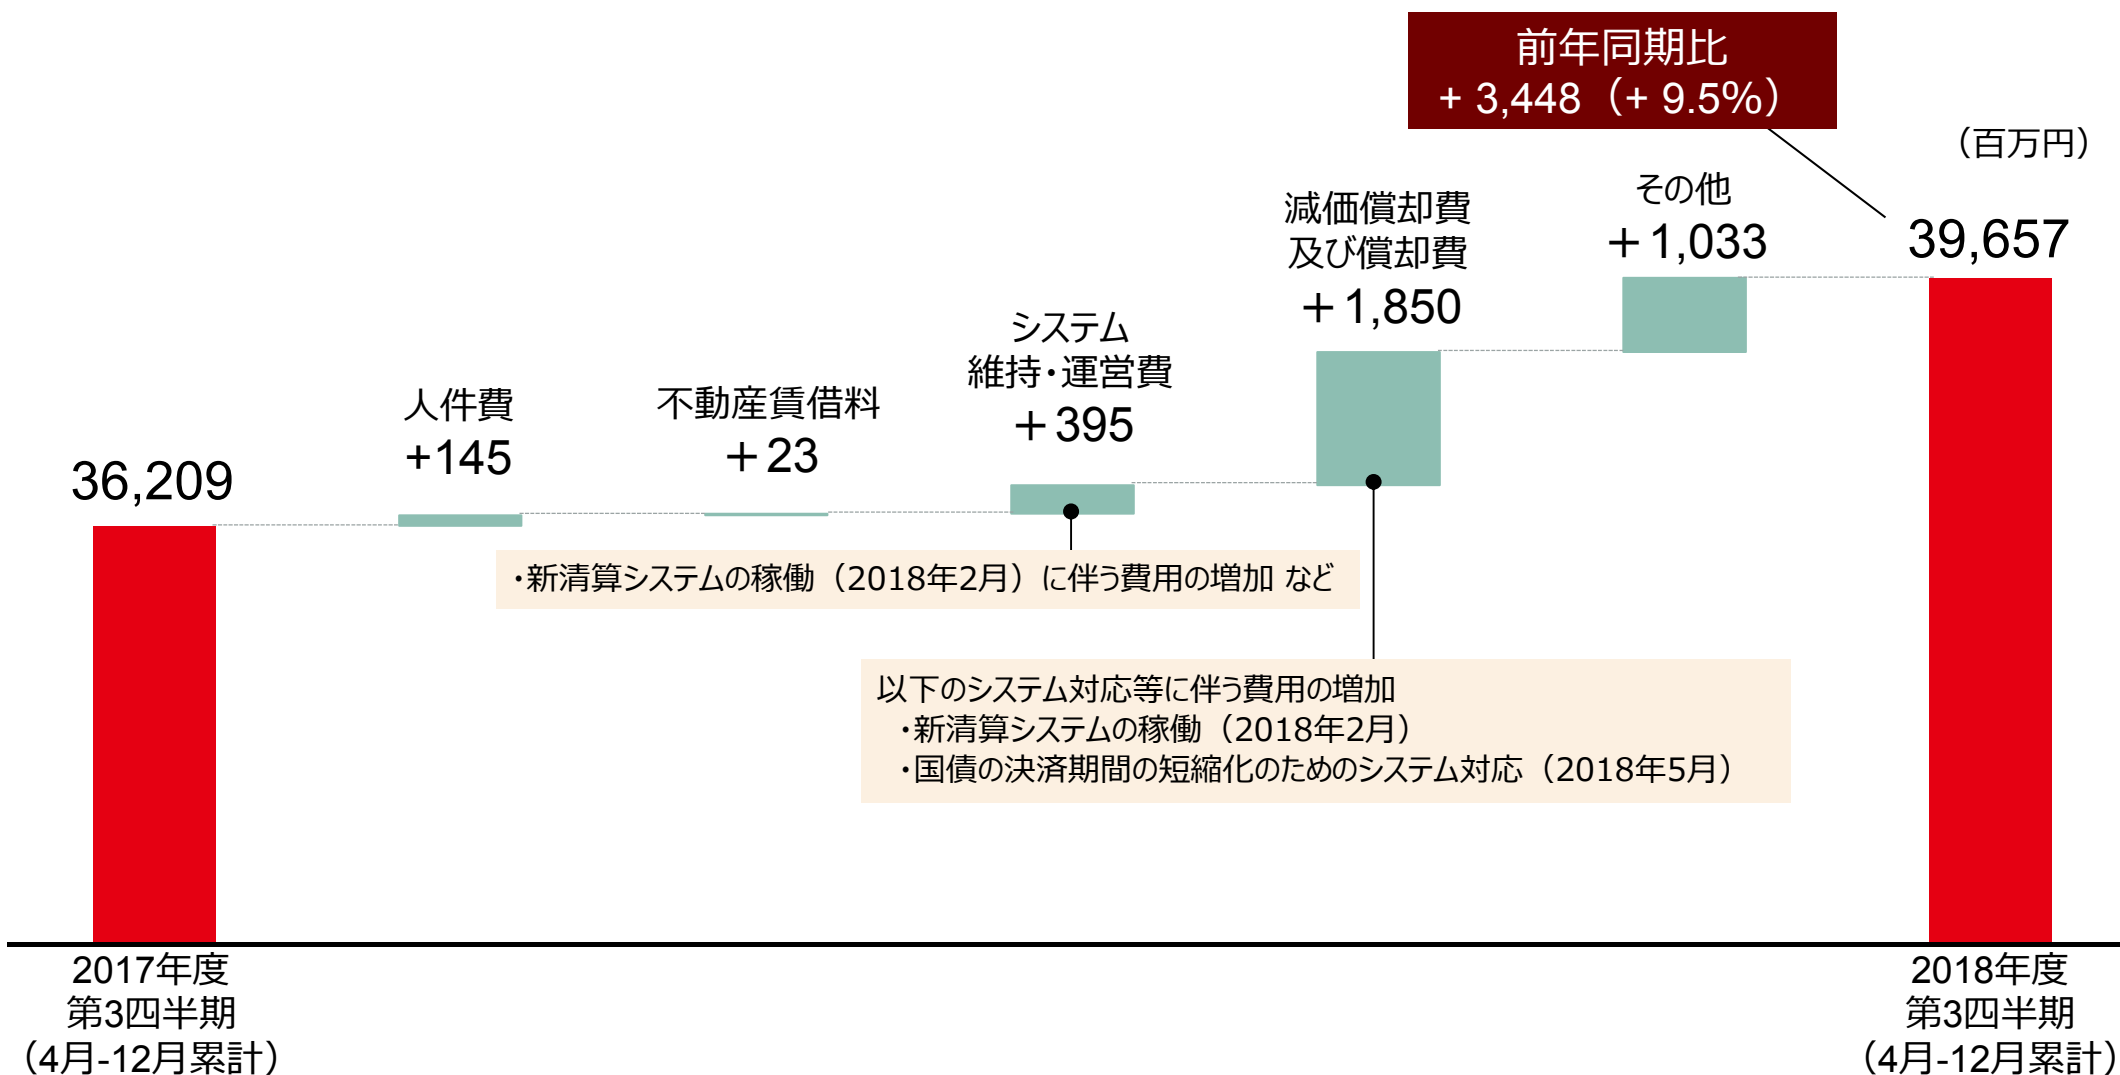 前年同期比
+ 3,448（+ 9.5%）
（百万円）
36,209
人件費
+145
不動産賃借料
＋23
システム
維持・運営費
＋395
減価償却費
及び償却費
＋1,850
その他
＋1,033
39,657
・新清算システムの稼働（2018年2月）に伴う費用の増加 など
以下のシステム対応等に伴う費用の増加
・新清算システムの稼働（2018年2月）
・国債の決済期間の短縮化のためのシステム対応（2018年5月）
2017年度
第3四半期
（4月-12月累計）
2018年度
第3四半期
（4月-12月累計）